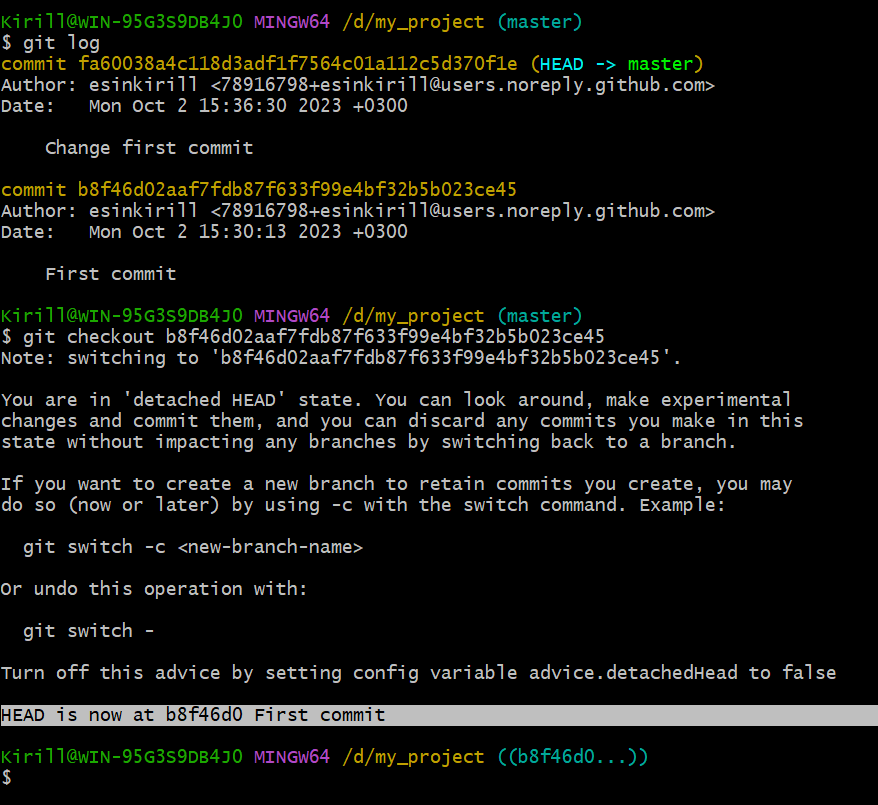 Kirill@WIN-95G3S9DB4J0 MINGW64 /d/my_project (master)
$ git log
commit fa60038a4c118d3adf1f7564c01a112c5d370f1e (HEAD -> master)
Author: esinkirill <78916798+esinkirill@users.noreply.github.com>
Date:   Mon Oct 2 15:36:30 2023 +0300

    Change first commit

commit b8f46d02aaf7fdb87f633f99e4bf32b5b023ce45
Author: esinkirill <78916798+esinkirill@users.noreply.github.com>
Date:   Mon Oct 2 15:30:13 2023 +0300

    First commit

Kirill@WIN-95G3S9DB4J0 MINGW64 /d/my_project (master)
$ git checkout b8f46d02aaf7fdb87f633f99e4bf32b5b023ce45
Note: switching to 'b8f46d02aaf7fdb87f633f99e4bf32b5b023ce45'.

You are in 'detached HEAD' state. You can look around, make experimental
changes and commit them, and you can discard any commits you make in this
state without impacting any branches by switching back to a branch.

If you want to create a new branch to retain commits you create, you may
do so (now or later) by using -c with the switch command. Example:

  git switch -c <new-branch-name>

Or undo this operation with:

  git switch -

Turn off this advice by setting config variable advice.detachedHead to false

HEAD is now at b8f46d0 First commit

Kirill@WIN-95G3S9DB4J0 MINGW64 /d/my_project ((b8f46d0...))
$